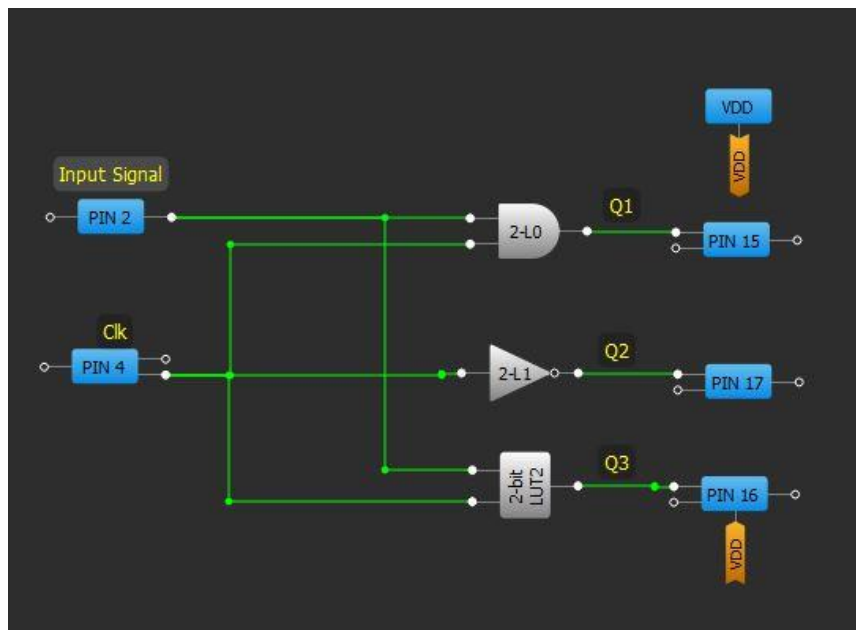 VDD
VDD
Input Signal
PIN 2
2-L0
Q1
PIN 15
Clk
PIN 4
2-L1
Q2
PIN 17
2-bit
LUT2
Q3
PIN 16
VDD